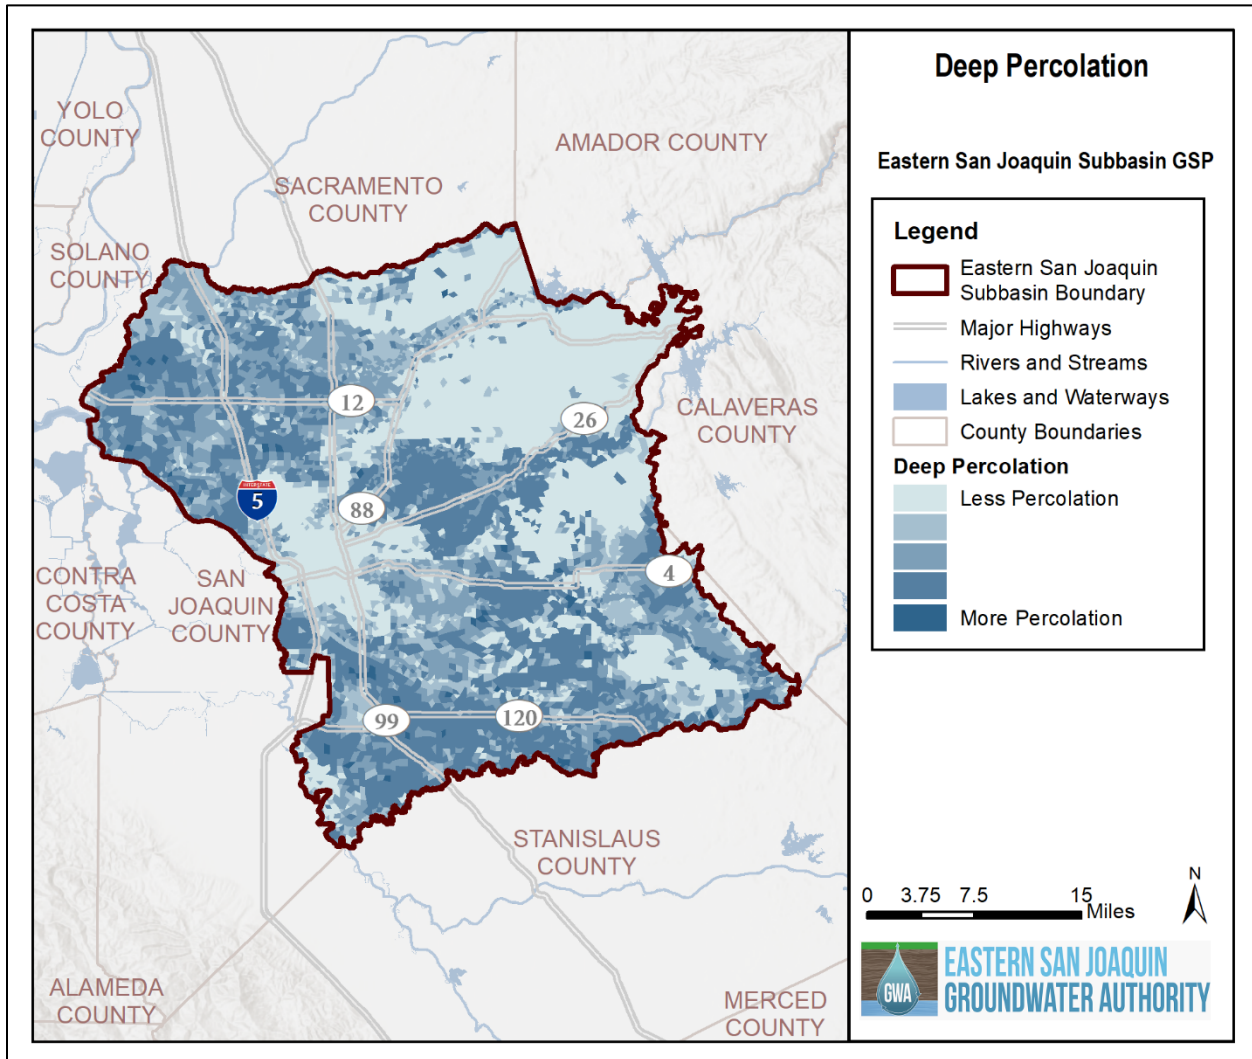 Deep Percolation
Eastern San Joaquin Subbasin GSP
Legend
Eastern San Joaquin
Subbasin Boundary
Major Highways
Rivers and Streams
Lakes and Waterways
County Boundaries
Deep Percolation
Less Percolation
More Percolation
YOLO
COUNTY
AMADOR COUNTY
SACRAMENTO
COUNTY
SOLANO
COUNTY
CALAVERAS
COUNTY
12
26
INTERSTATE
5
88
4
CONTRA
COSTA
COUNTY
SAN
JOAQUIN
COUNTY
99
120
STANISLAUS
COUNTY
ALAMEDA
COUNTY
MERCED
COUNTY
N
0 3.75 7.5 15
Miles
GWA
EASTERN SAN JOAQUIN
GROUNDWATER AUTHORITY